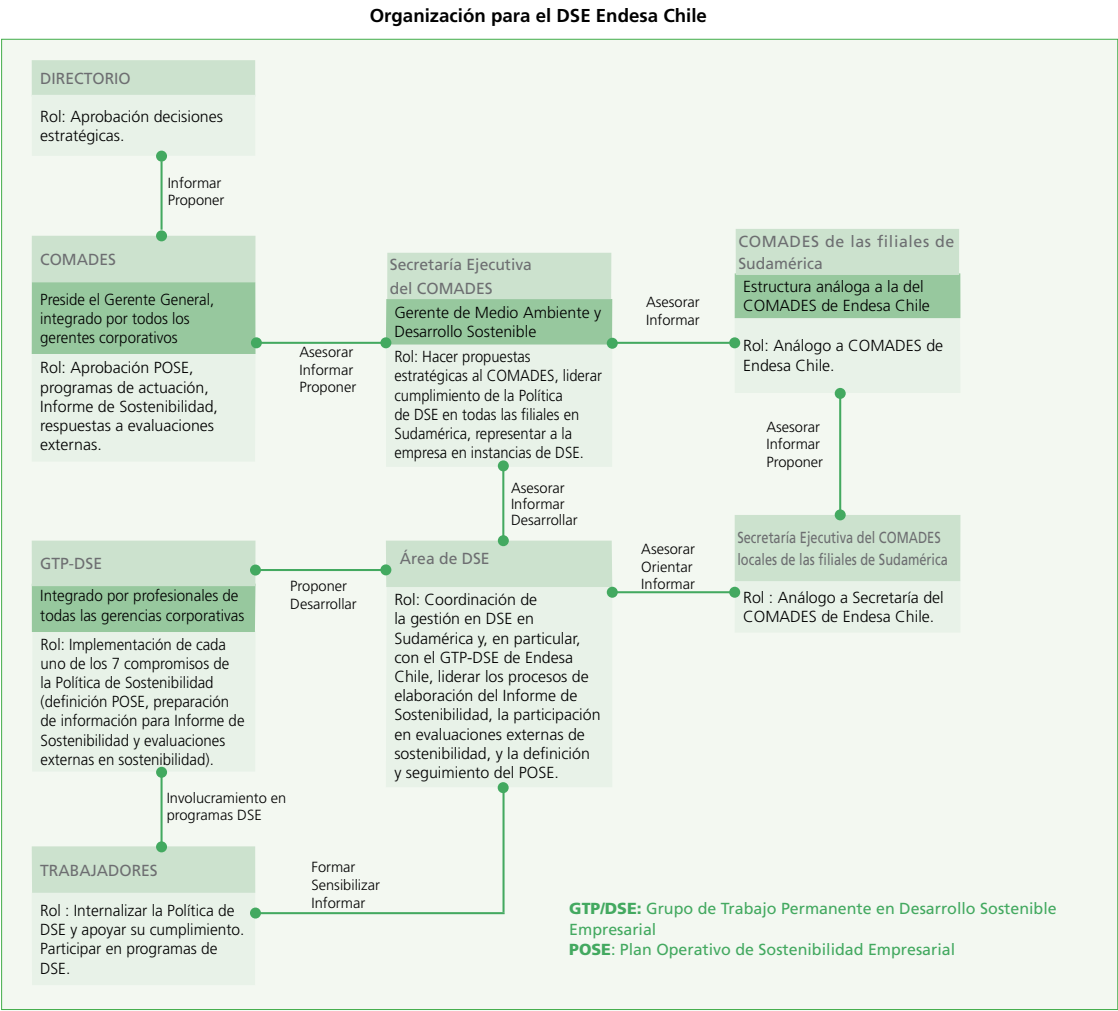 Organización para el DSE Endesa Chile
DIRECTORIO
Rol: Aprobación decisiones
estratégicas.
Informar
Proponer
COMADES
Preside el Gerente General,
integrado por todos los
gerentes corporativos
Rol: Aprobación POSE,
programas de actuación,
Informe de Sostenibilidad,
respuestas a evaluaciones
externas.
Asesorar
Informar
Proponer
Secretaría Ejecutiva
del COMADES
Gerente de Medio Ambiente y
Desarrollo Sostenible
Rol: Hacer propuestas
estratégicas al COMADES, liderar
cumplimiento de la Política
de DSE en todas las filiales en
Sudamérica, representar a la
empresa en instancias de DSE.
Asesorar
Informar
COMADES de las filiales de
Sudamérica
Estructura análoga a la del
COMADES de Endesa Chile
Rol: Análogo a COMADES de
Endesa Chile.
Asesorar
Informar
Proponer
Asesorar
Informar
Desarrollar
GTP-DSE
Integrado por profesionales de
todas las gerencias corporativas
Rol: Implementación de cada
uno de los 7 compromisos de
la Política de Sostenibilidad
(definición POSE, preparación
de información para Informe de
Sostenibilidad y evaluaciones
externas en sostenibilidad).
Proponer
Desarrollar
Área de DSE
Rol: Coordinación de
la gestión en DSE en
Sudamérica y, en particular,
con el GTP-DSE de Endesa
Chile, liderar los procesos de
elaboración del Informe de
Sostenibilidad, la participación
en evaluaciones externas de
sostenibilidad, y la definición
y seguimiento del POSE.
Asesorar
Orientar
Informar
Secretaría Ejecutiva del COMADES
locales de las filiales de Sudamérica
Rol : Análogo a Secretaría del
COMADES de Endesa Chile.
Involucramiento en
programas DSE
TRABAJADORES
Rol : Internalizar la Política de
DSE y apoyar su cumplimiento.
Participar en programas de
DSE.
Formar
Sensibilizar
Informar
GTP/DSE: Grupo de Trabajo Permanente en Desarrollo Sostenible
Empresarial
POSE: Plan Operativo de Sostenibilidad Empresarial